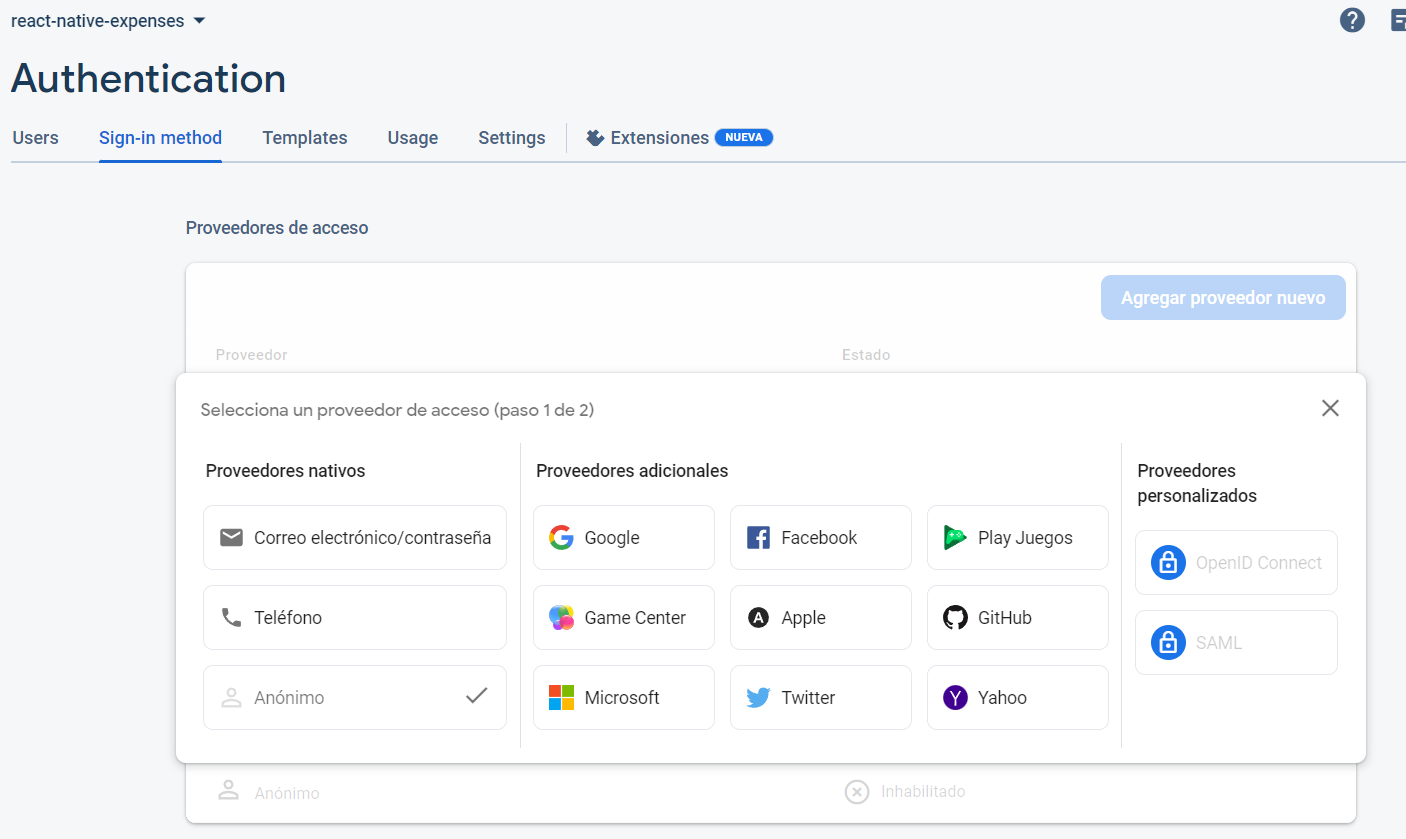 react-native-expenses
Authentication
Users Sign-in method Templates Usage Settings Extensiones NUEVA
Proveedores de acceso
Agregar proveedor nuevo
Proveedor Estado
Selecciona un proveedor de acceso (paso 1 de 2)
Proveedores nativos
Correo electrónico/contraseña
Teléfono
Anónimo
Proveedores adicionales
Google Facebook Play Juegos
Game Center Apple GitHub
Microsoft Twitter Yahoo
Proveedores
personalizados
OpenID Connect
SAML
Anónimo Inhabilitado